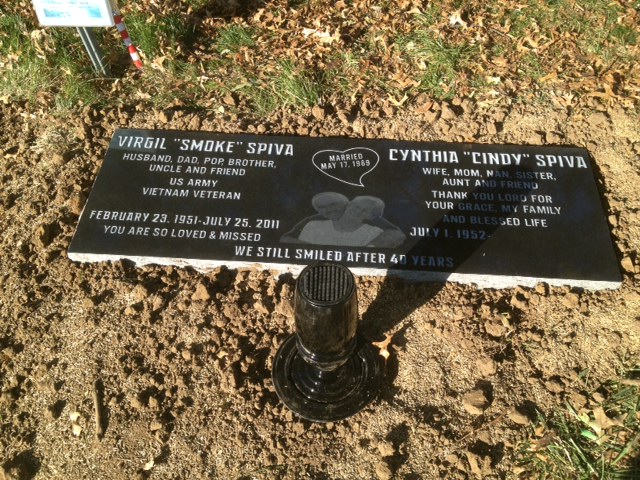 VIRGIL "SMOKE" SPIVA
HUSBAND, DAD, POP, BROTHER,
UNCLE AND FRIEND
US ARMY
VIETNAM VETERAN
FEBRUARY 23, 1951-JULY 25, 2011
YOU ARE SO LOVED & MISSED
MARRIED
MAY 17, 1969
CYNTHIA "CINDY" SPIVA
WIFE, MOM, NAN, SISTER,
AUNT AND FRIEND
THANK YOU LORD FOR
YOUR GRACE, MY FAMILY
AND BLESSED LIFE
JULY 1, 1952-
WE STILL SMILED AFTER 40 YEARS